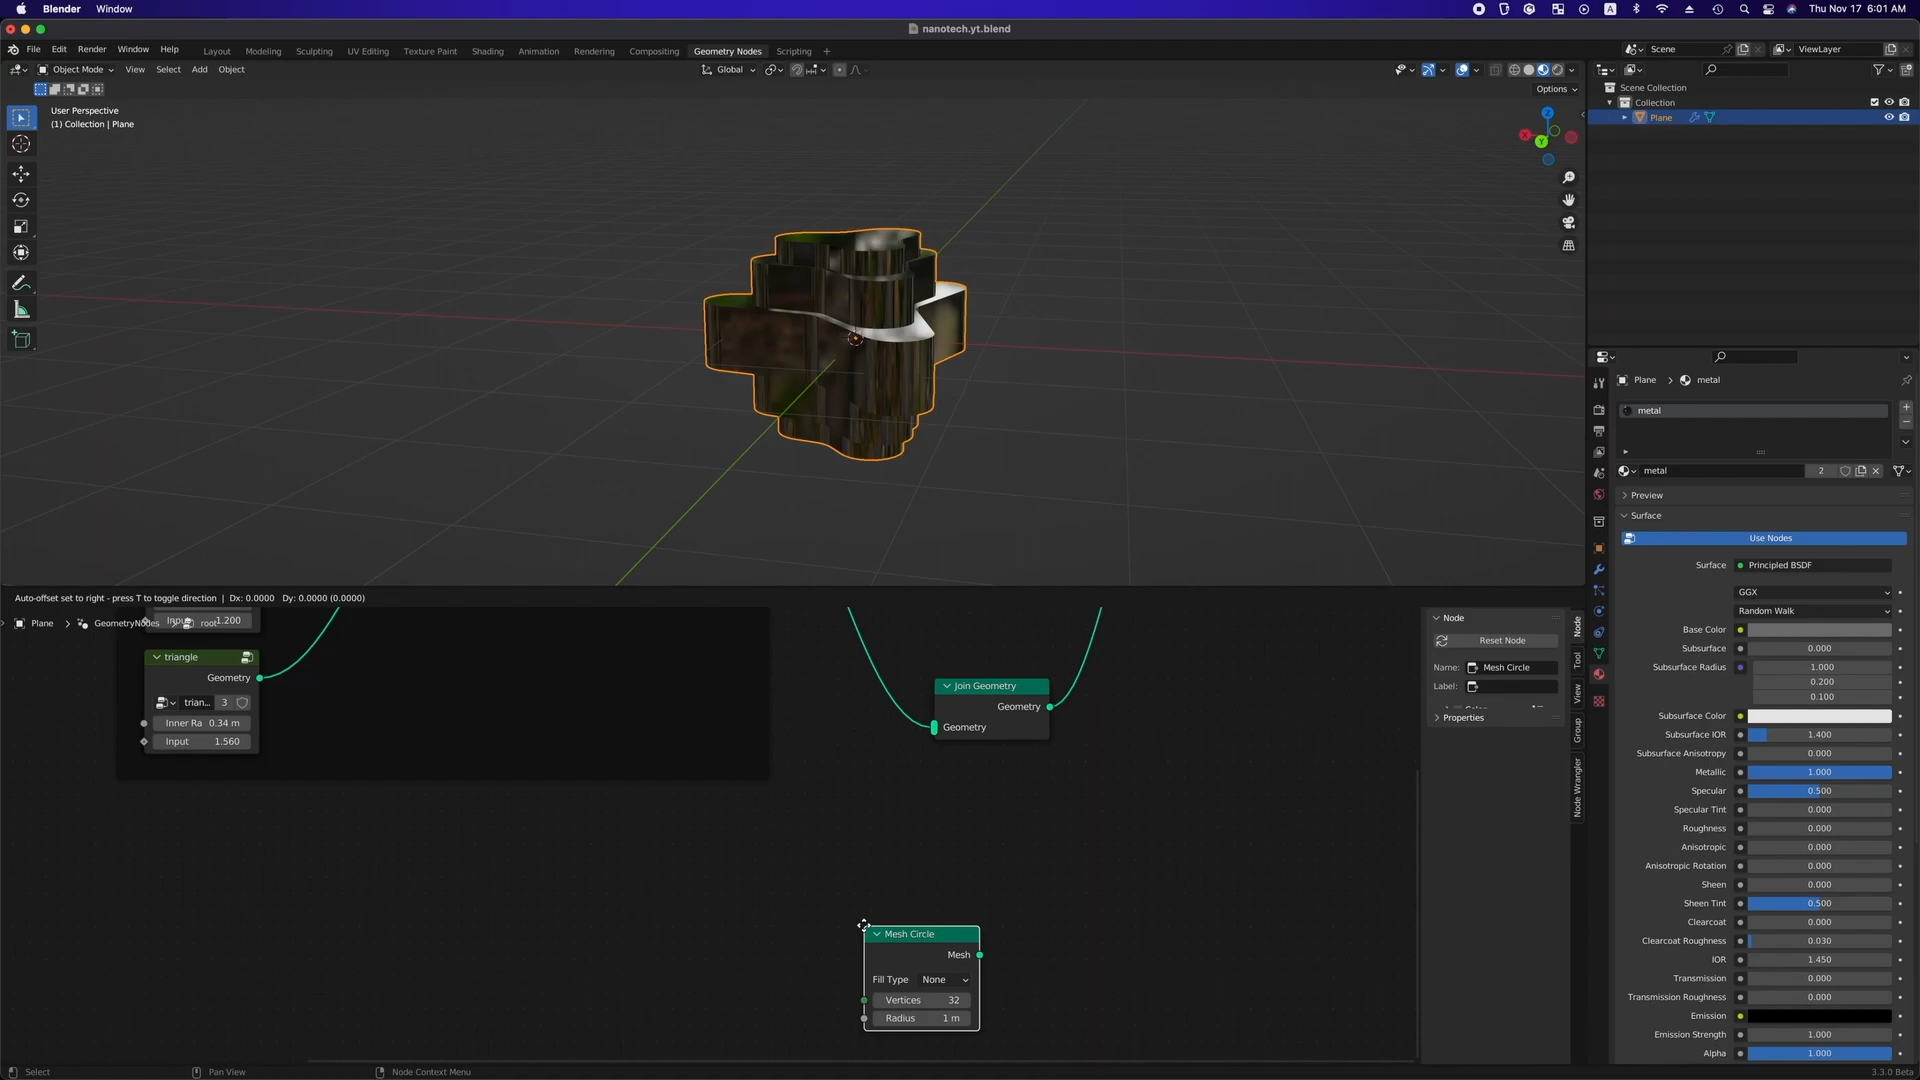 Blender Window Thu Nov 17 6:01 AM
nanotech.yt.blend
File Edit Render Window Help Layout Modeling Sculpting UV Editing Texture Paint Shading Animation Rendering Compositing Geometry Nodes Scripting + Scene ViewLayer
Object Mode View Select Add Object Global
Options
User Perspective
(1) Collection | Plane
Z
Y
Scene Collection
Collection
Plane
Plane > metal
metal
metal 2
Preview
Surface
Use Nodes
Surface Principled BSDF
GGX
Random Walk
Base Color
Subsurface 0.000
Subsurface Radius 1.000
0.200
0.100
Subsurface Color
Subsurface IOR 1.400
Subsurface Anisotropy 0.000
Metallic 1.000
Specular 0.500
Specular Tint 0.000
Roughness 0.000
Anisotropic 0.000
Anisotropic Rotation 0.000
Sheen 0.000
Sheen Tint 0.500
Clearcoat 0.000
Clearcoat Roughness 0.030
IOR 1.450
Transmission 0.000
Transmission Roughness 0.000
Emission
Emission Strength 1.000
Alpha 1.000
Auto-offset set to right - press T to toggle direction | Dx: 0.0000 Dy: 0.0000 (0.0000)
Plane > GeometryNodes root
Input 1.200
triangle
Geometry
trian... 3
Inner Ra 0.34 m
Input 1.560
Join Geometry
Geometry
Geometry
Mesh Circle
Mesh
Fill Type None
Vertices 32
Radius 1 m
Node
Reset Node
Name: Mesh Circle
Label:
Properties
Node
Tool
View
Group
Node Wrangler
Select Pan View Node Context Menu 3.3.0 Beta